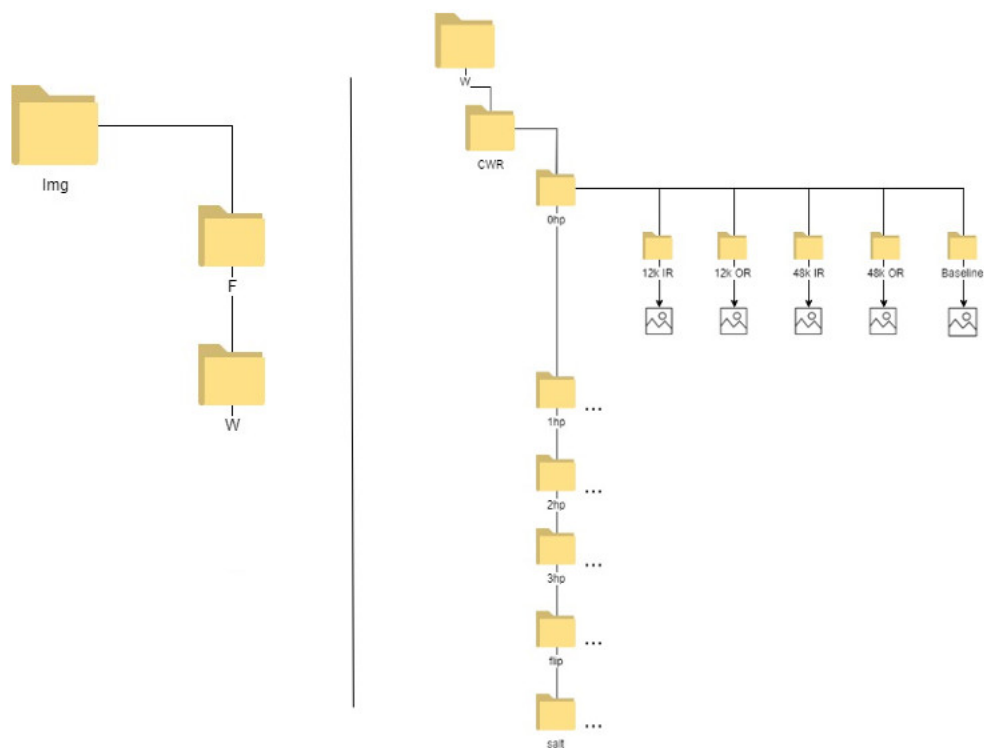 Img
F
W
W
CWR
0hp
12k IR
12k OR
48k IR
48k OR
Baseline
1hp
...
2hp
...
3hp
...
flip
...
salt
...